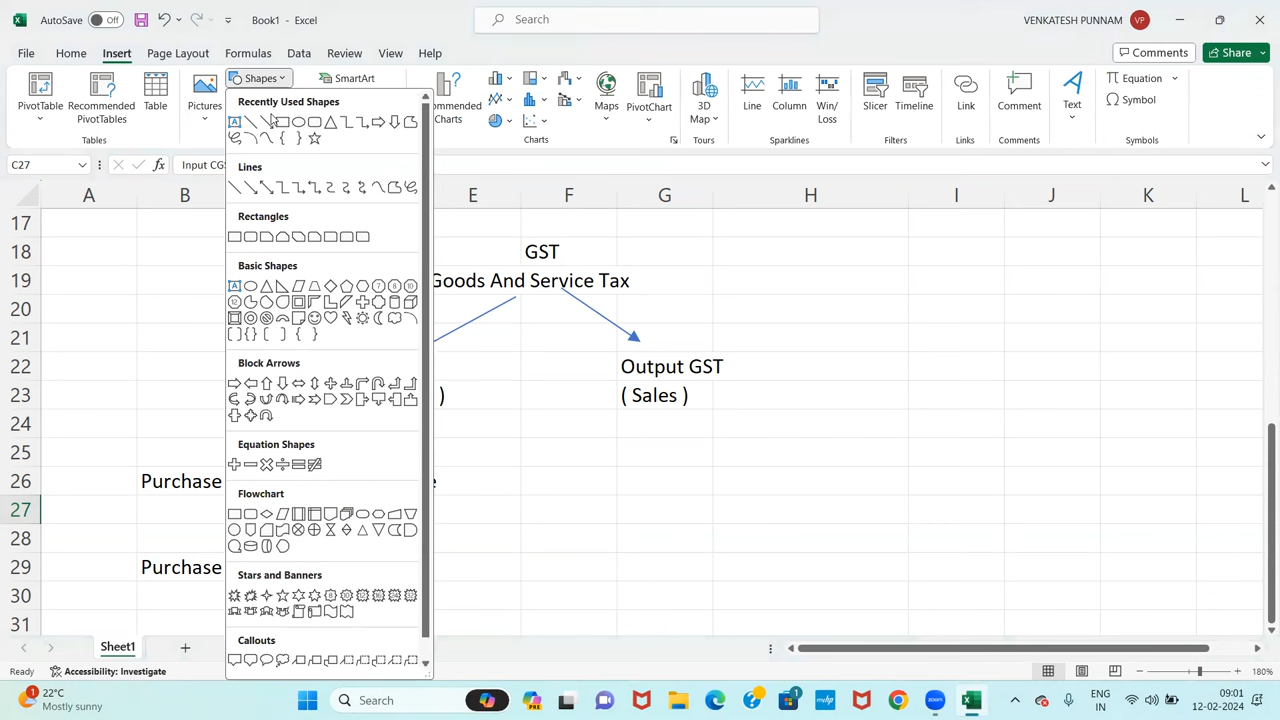 AutoSave Off Book1 - Excel Search VENKATESH PUNNAM VP
File Home Insert Page Layout Formulas Data Review View Help Comments Share
Shapes SmartArt Equation
Symbol
PivotTable Recommended PivotTables Table Pictures Charts Maps PivotChart 3D Map Line Column Win/Loss Slicer Timeline Link Comment Text
Tables Charts Tours Sparklines Filters Links Comments Symbols
C27 fx
A B E F G H I J K L
Recently Used Shapes
Lines
Rectangles
Basic Shapes
Block Arrows
Equation Shapes
Flowchart
Stars and Banners
Callouts
17
18 GST
19 Goods And Service Tax
20
21
22 Output GST
23 ) ( Sales )
24
25
26 Purchase
27
28
29 Purchase
30
31
Sheet1
Ready Accessibility: Investigate 180%
22°C
Mostly sunny
Search
ENG
IN
09:01
12-02-2024